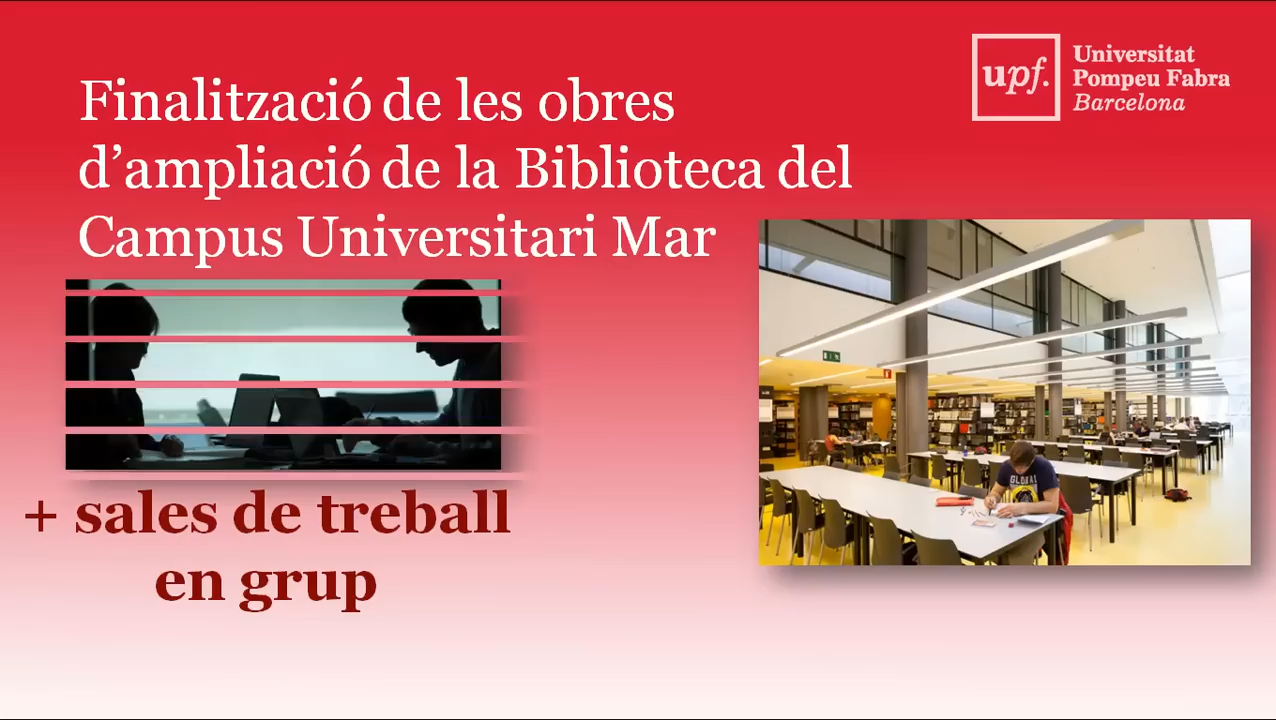 Finalització de les obres
d’ampliació de la Biblioteca del
Campus Universitari Mar
upf.
Universitat
Pompeu Fabra
Barcelona
+ sales de treball
en grup
GLOBAL